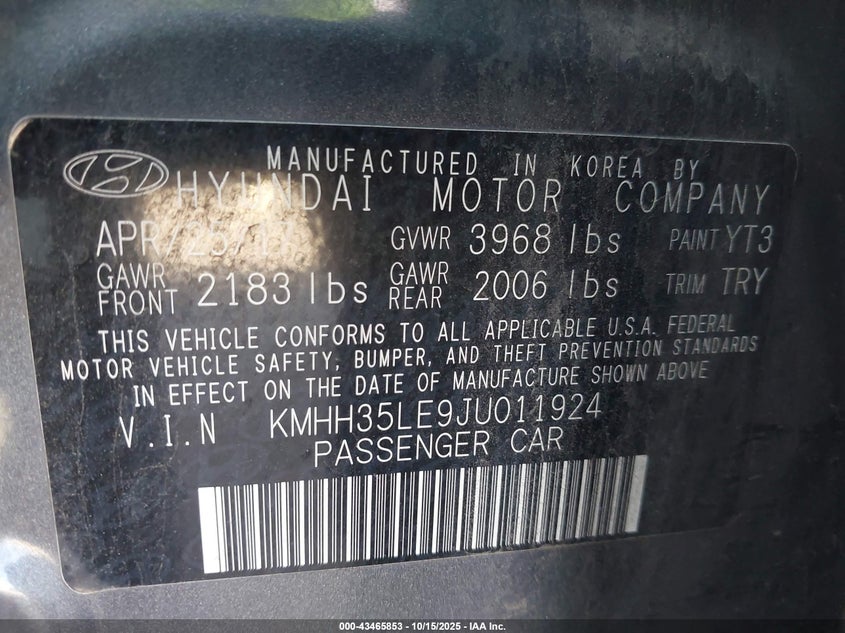 MANUFACTURED IN KOREA BY
HYUNDAI MOTOR COMPANY
APR/25/17 GVWR 3968 lbs PAINT YT3
GAWR FRONT 2183 lbs GAWR REAR 2006 lbs TRIM TRY
THIS VEHICLE CONFORMS TO ALL APPLICABLE U.S.A. FEDERAL
MOTOR VEHICLE SAFETY, BUMPER, AND THEFT PREVENTION STANDARDS
IN EFFECT ON THE DATE OF MANUFACTURE SHOWN ABOVE
V.I.N KMHH35LE9JU011924
PASSENGER CAR
000-43465853 - 10/15/2025 - IAA Inc.